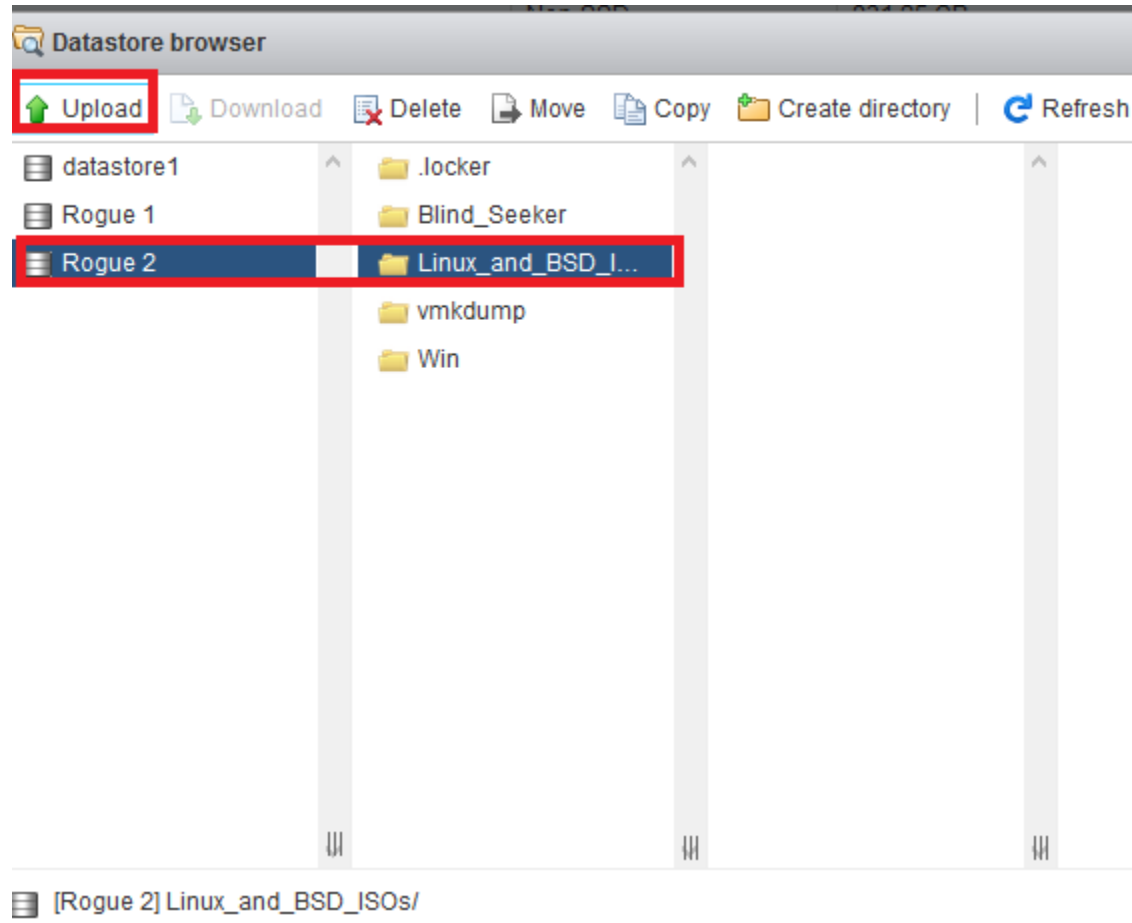 Datastore browser
Upload Download Delete Move Copy Create directory Refresh
datastore1
Rogue 1
Rogue 2
.locker
Blind_Seeker
Linux_and_BSD_I...
vmkdump
Win
[Rogue 2] Linux_and_BSD_ISOs/